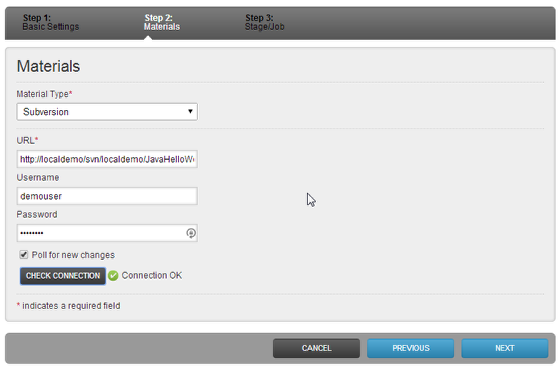 Step 1:
Basic Settings
Step 2:
Materials
Step 3:
Stage/Job
Materials
Material Type*
Subversion
URL*
http://localdemo/svn/localdemo/JavaHelloW
Username
demouser
Password
••••••••
Poll for new changes
CHECK CONNECTION Connection OK
* indicates a required field
CANCEL PREVIOUS NEXT